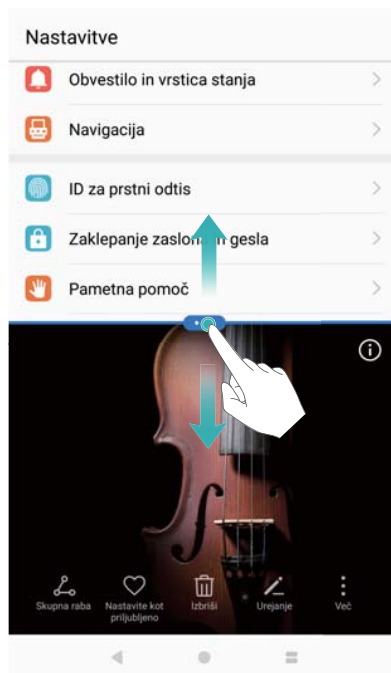 Nastavitve
Obvestilo in vrstica stanja
Navigacija
ID za prstni odtis
Zaklepanje zaslona in gesla
Pametna pomoč
Skupna raba
Nastavite kot
priljubljeno
Izbriši
Urejanje
Več